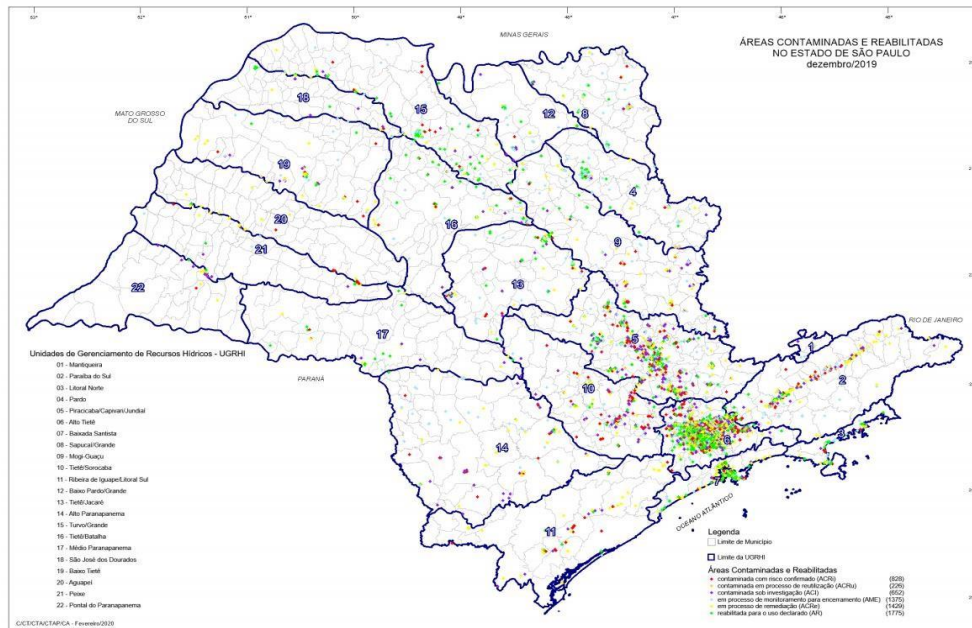 ÁREAS CONTAMINADAS E REABILITADAS
NO ESTADO DE SÃO PAULO
dezembro/2019
MINAS GERAIS
MATO GROSSO
DO SUL
RIO DE JANEIRO
PARANÁ
OCEANO ATLÂNTICO
18
15
12
8
19
4
20
16
9
21
13
22
17
5
1
2
10
6
3
14
7
11
Unidades de Gerenciamento de Recursos Hídricos - UGRHI
01 - Mantiqueira
02 - Paraíba do Sul
03 - Litoral Norte
04 - Pardo
05 - Piracicaba/Capivari/Jundiaí
06 - Alto Tietê
07 - Baixada Santista
08 - Sapucaí/Grande
09 - Mogi-Guaçu
10 - Tietê/Sorocaba
11 - Ribeira de Iguape/Litoral Sul
12 - Baixo Pardo/Grande
13 - Tietê/Jacaré
14 - Alto Paranapanema
15 - Turvo/Grande
16 - Tietê/Batalha
17 - Médio Paranapanema
18 - São José dos Dourados
19 - Baixo Tietê
20 - Aguapeí
21 - Peixe
22 - Pontal do Paranapanema
Legenda
Limite de Município
Limite da UGRHI
Áreas Contaminadas e Reabilitadas
contaminada com risco confirmado (ACRi) (828)
contaminada em processo de reutilização (ACRu) (226)
contaminada sob investigação (ACI) (652)
em processo de monitoramento para encerramento (AME) (1375)
em processo de remediação (ACRe) (1429)
reabilitada para o uso declarado (AR) (1775)
C/CT/CTA/CTAP/CA - Fevereiro/2020